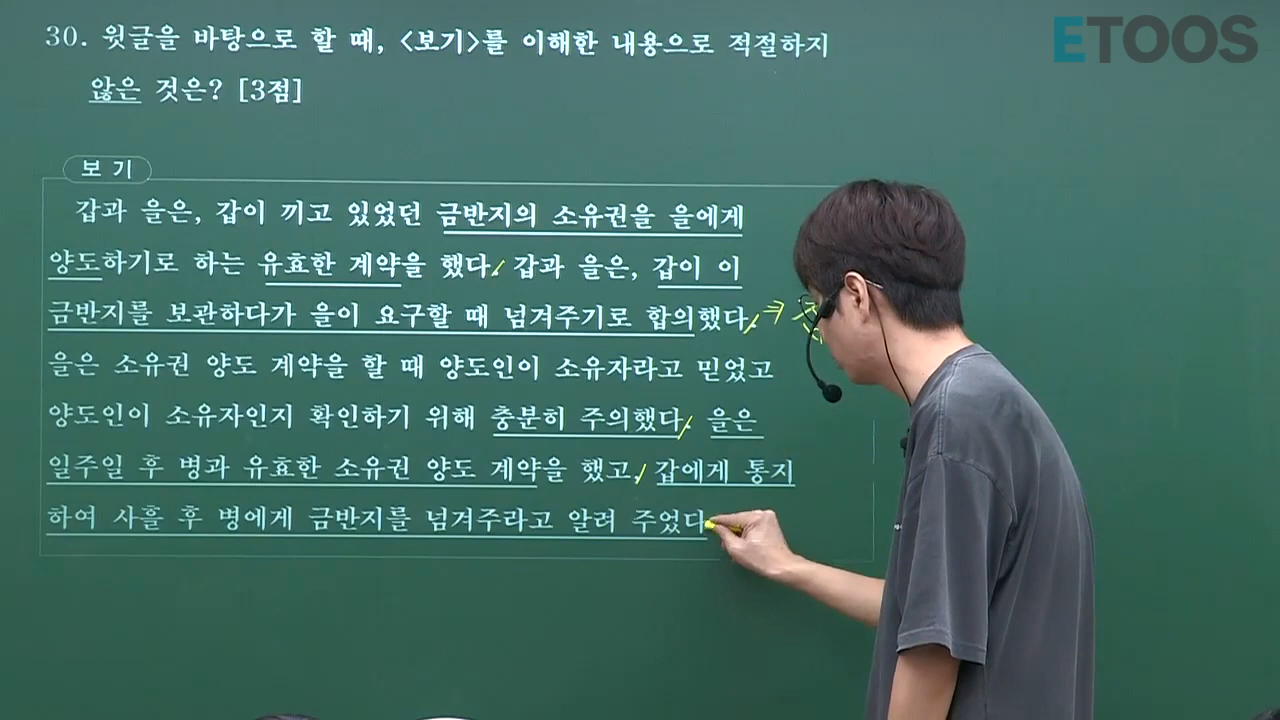 ETOOS
30. 윗글을 바탕으로 할 때, <보기>를 이해한 내용으로 적절하지
않은 것은? [3점]
보 기
갑과 을은, 갑이 끼고 있었던 금반지의 소유권을 을에게
양도하기로 하는 유효한 계약을 했다. 갑과 을은, 갑이 이
금반지를 보관하다가 을이 요구할 때 넘겨주기로 합의했다.
을은 소유권 양도 계약을 할 때 양도인이 소유자라고 믿었고
양도인이 소유자인지 확인하기 위해 충분히 주의했다. 을은
일주일 후 병과 유효한 소유권 양도 계약을 했고, 갑에게 통지
하여 사흘 후 병에게 금반지를 넘겨주라고 알려 주었다.